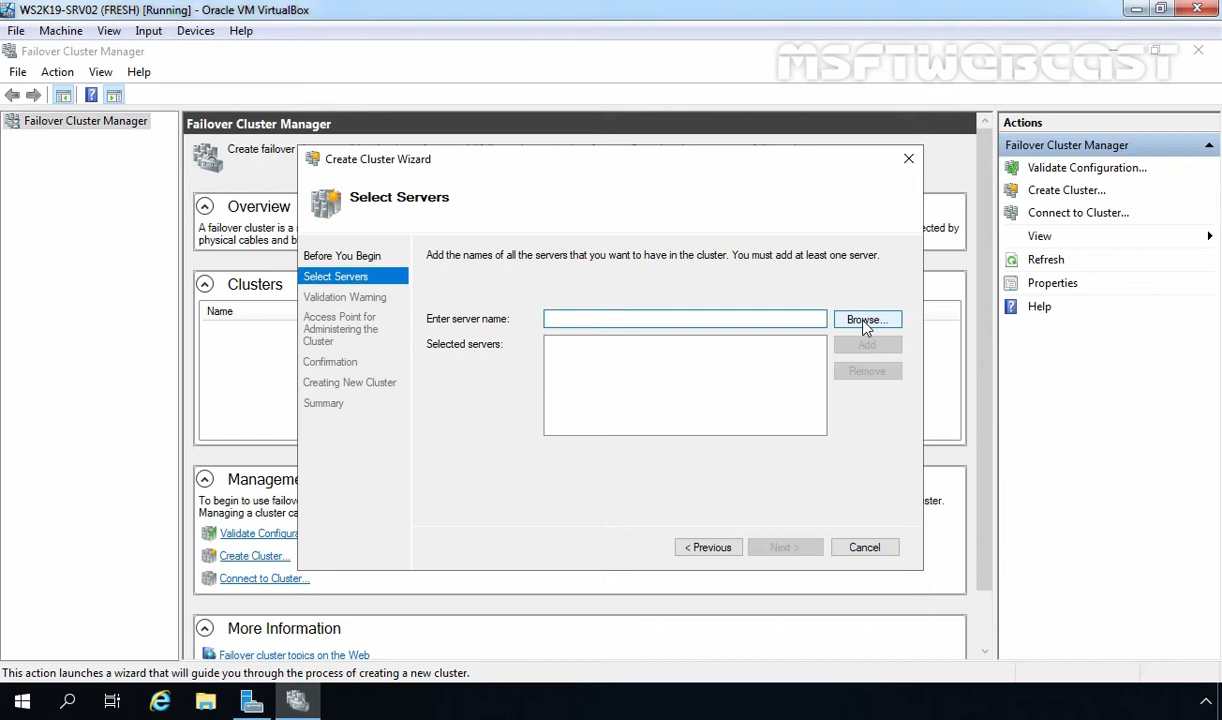 WS2K19-SRV02 (FRESH) [Running] - Oracle VM VirtualBox
File Machine View Input Devices Help
Failover Cluster Manager
MSFTWEBCAST
File Action View Help
Failover Cluster Manager
Failover Cluster Manager
Create failover
Overview
A failover cluster is a
physical cables and b
ected by
Clusters
Name
Manageme
To begin to use failov
Managing a cluster ca
ster.
Validate Configura
Create Cluster...
Connect to Cluster...
More Information
Failover cluster topics on the Web
Create Cluster Wizard
Select Servers
Before You Begin
Select Servers
Validation Warning
Access Point for
Administering the
Cluster
Confirmation
Creating New Cluster
Summary
Add the names of all the servers that you want to have in the cluster. You must add at least one server.
Enter server name:
Browse...
Selected servers:
Add
Remove
< Previous
Next >
Cancel
Actions
Failover Cluster Manager
Validate Configuration...
Create Cluster...
Connect to Cluster...
View
Refresh
Properties
Help
This action launches a wizard that will guide you through the process of creating a new cluster.